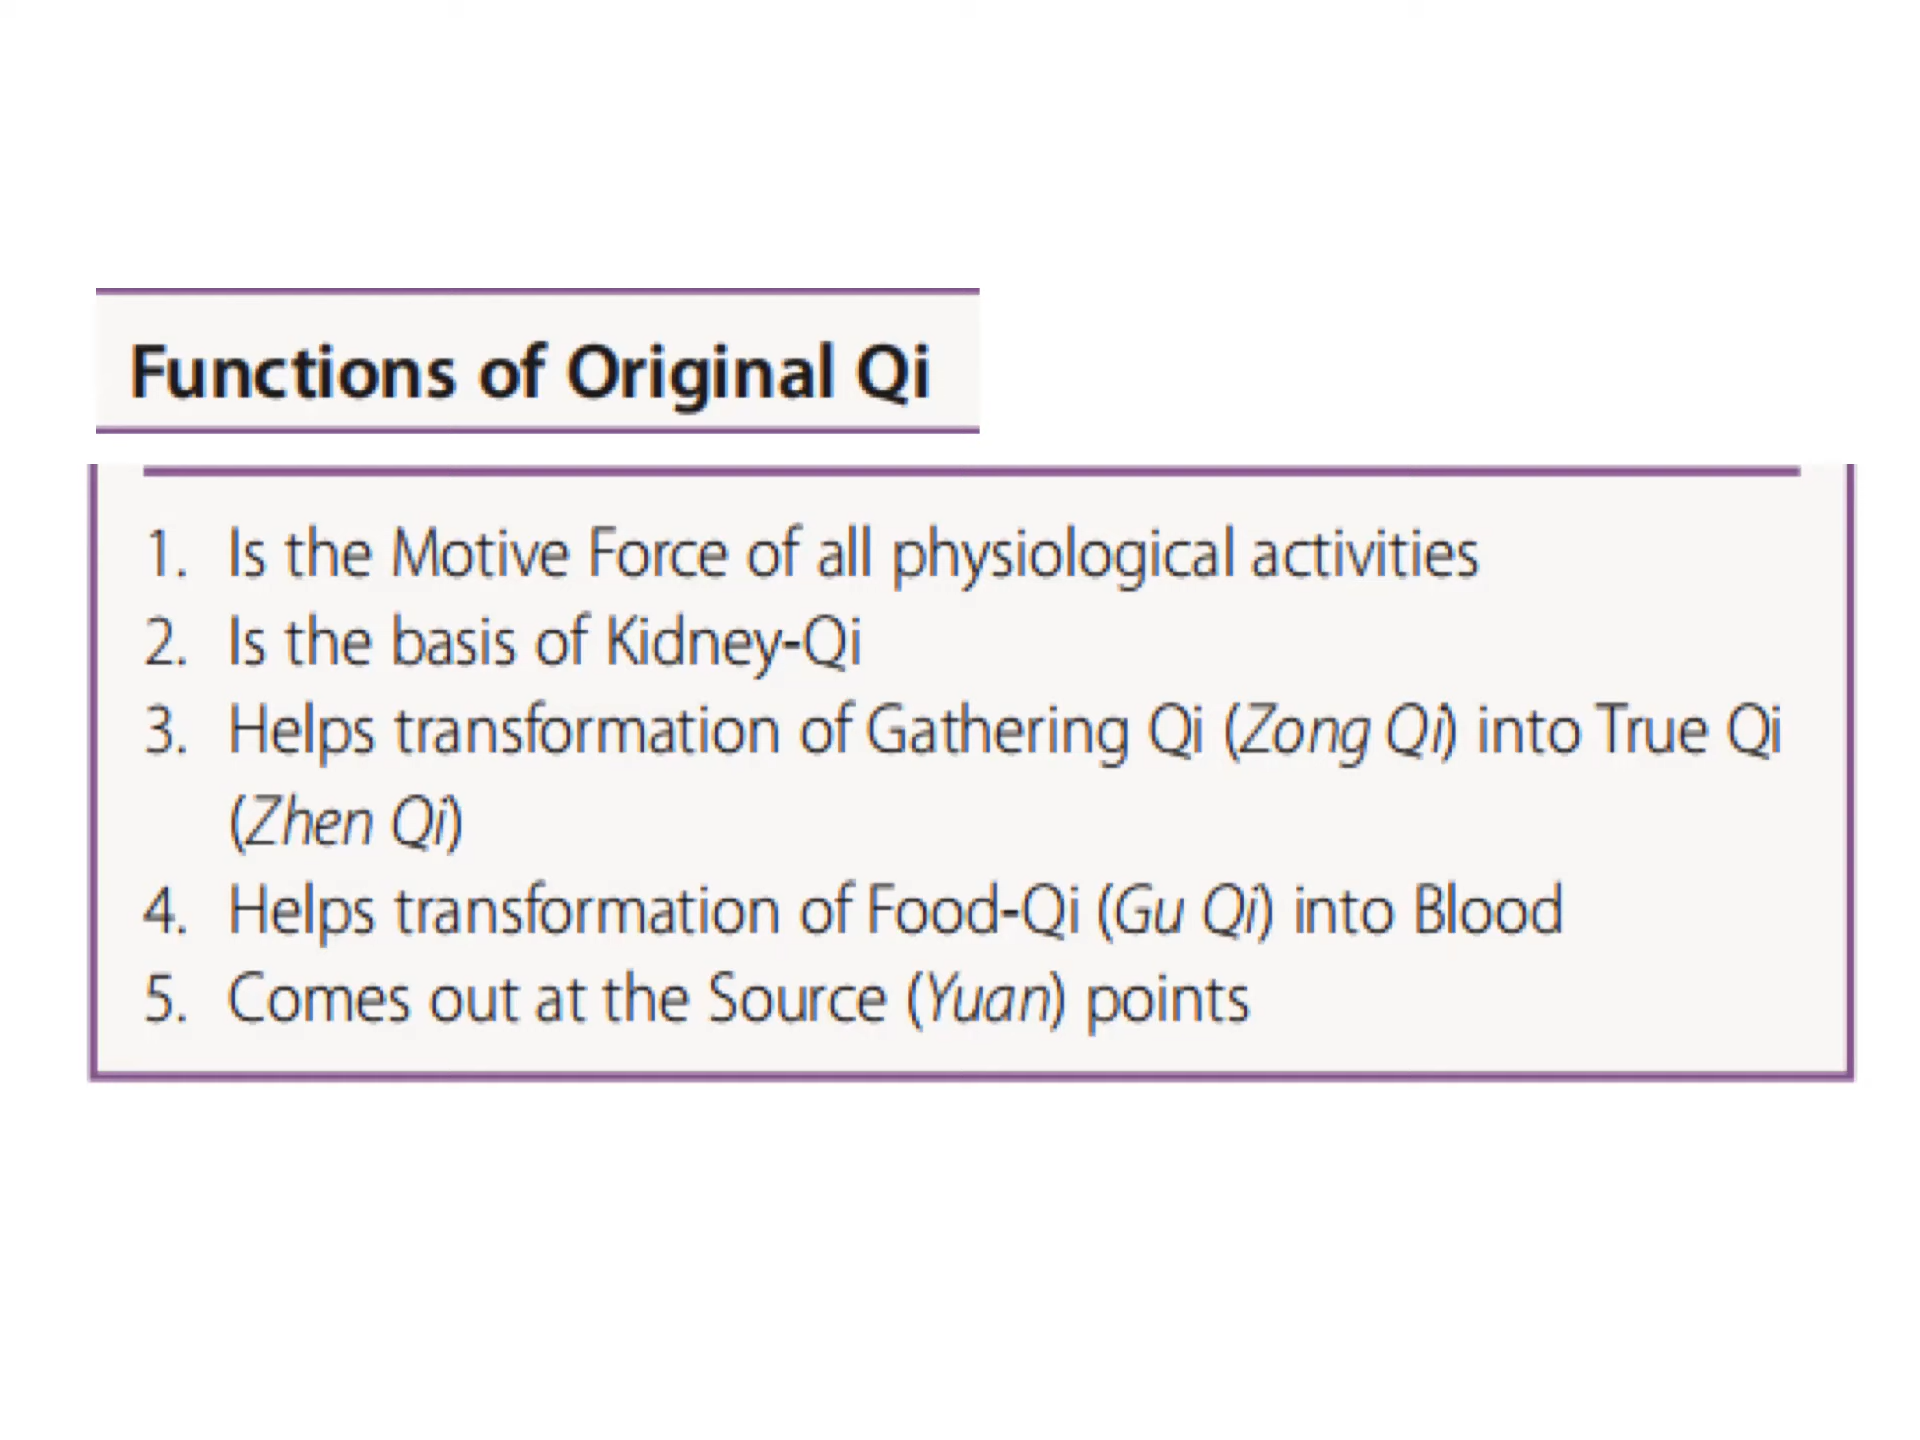 Functions of Original Qi
1. Is the Motive Force of all physiological activities
2. Is the basis of Kidney-Qi
3. Helps transformation of Gathering Qi (Zong Qi) into True Qi
(Zhen Qi)
4. Helps transformation of Food-Qi (Gu Qi) into Blood
5. Comes out at the Source (Yuan) points